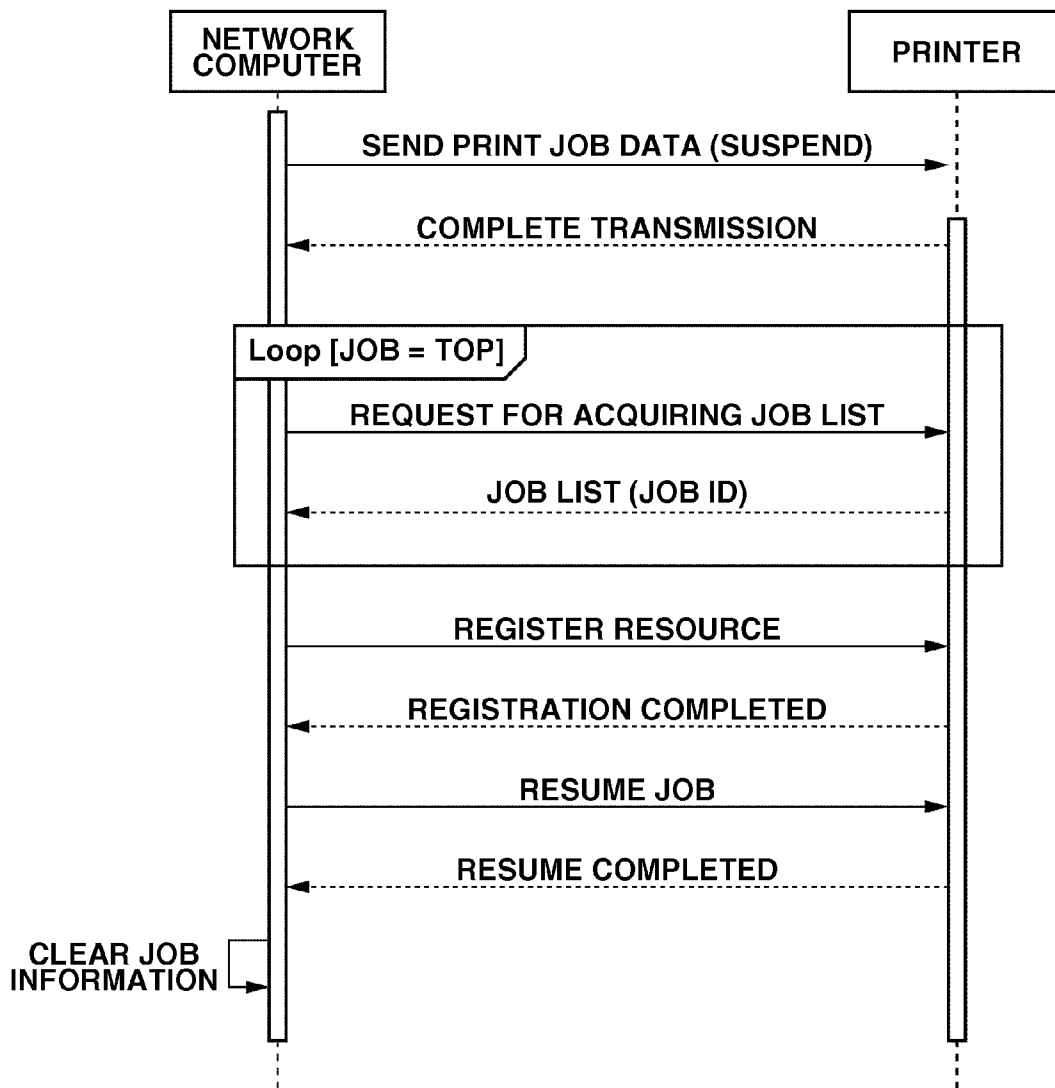 NETWORK
COMPUTER
PRINTER
SEND PRINT JOB DATA (SUSPEND)
COMPLETE TRANSMISSION
Loop [JOB = TOP]
REQUEST FOR ACQUIRING JOB LIST
JOB LIST (JOB ID)
REGISTER RESOURCE
REGISTRATION COMPLETED
RESUME JOB
RESUME COMPLETED
CLEAR JOB
INFORMATION